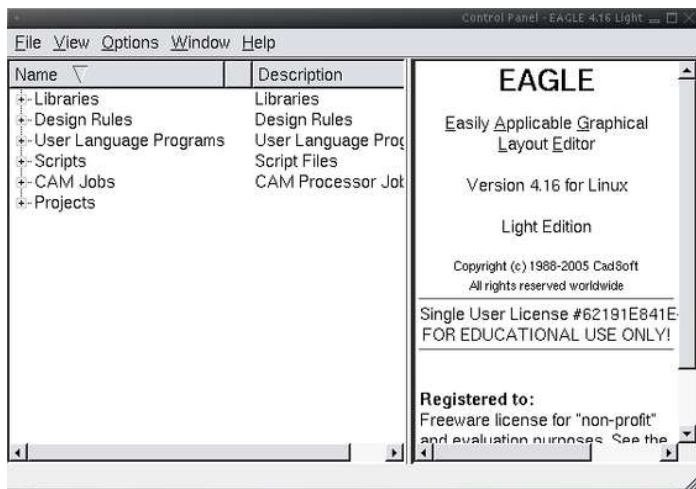 Control Panel - EAGLE 4.16 Light
File View Options Window Help
Name Description
Libraries Libraries
Design Rules Design Rules
User Language Programs User Language Prog
Scripts Script Files
CAM Jobs CAM Processor Job
Projects
EAGLE
Easily Applicable Graphical
Layout Editor
Version 4.16 for Linux
Light Edition
Copyright (c) 1988-2005 CadSoft
All rights reserved worldwide
Single User License #62191E841E
FOR EDUCATIONAL USE ONLY!
Registered to:
Freeware license for "non-profit"
and evaluation purposes. See the